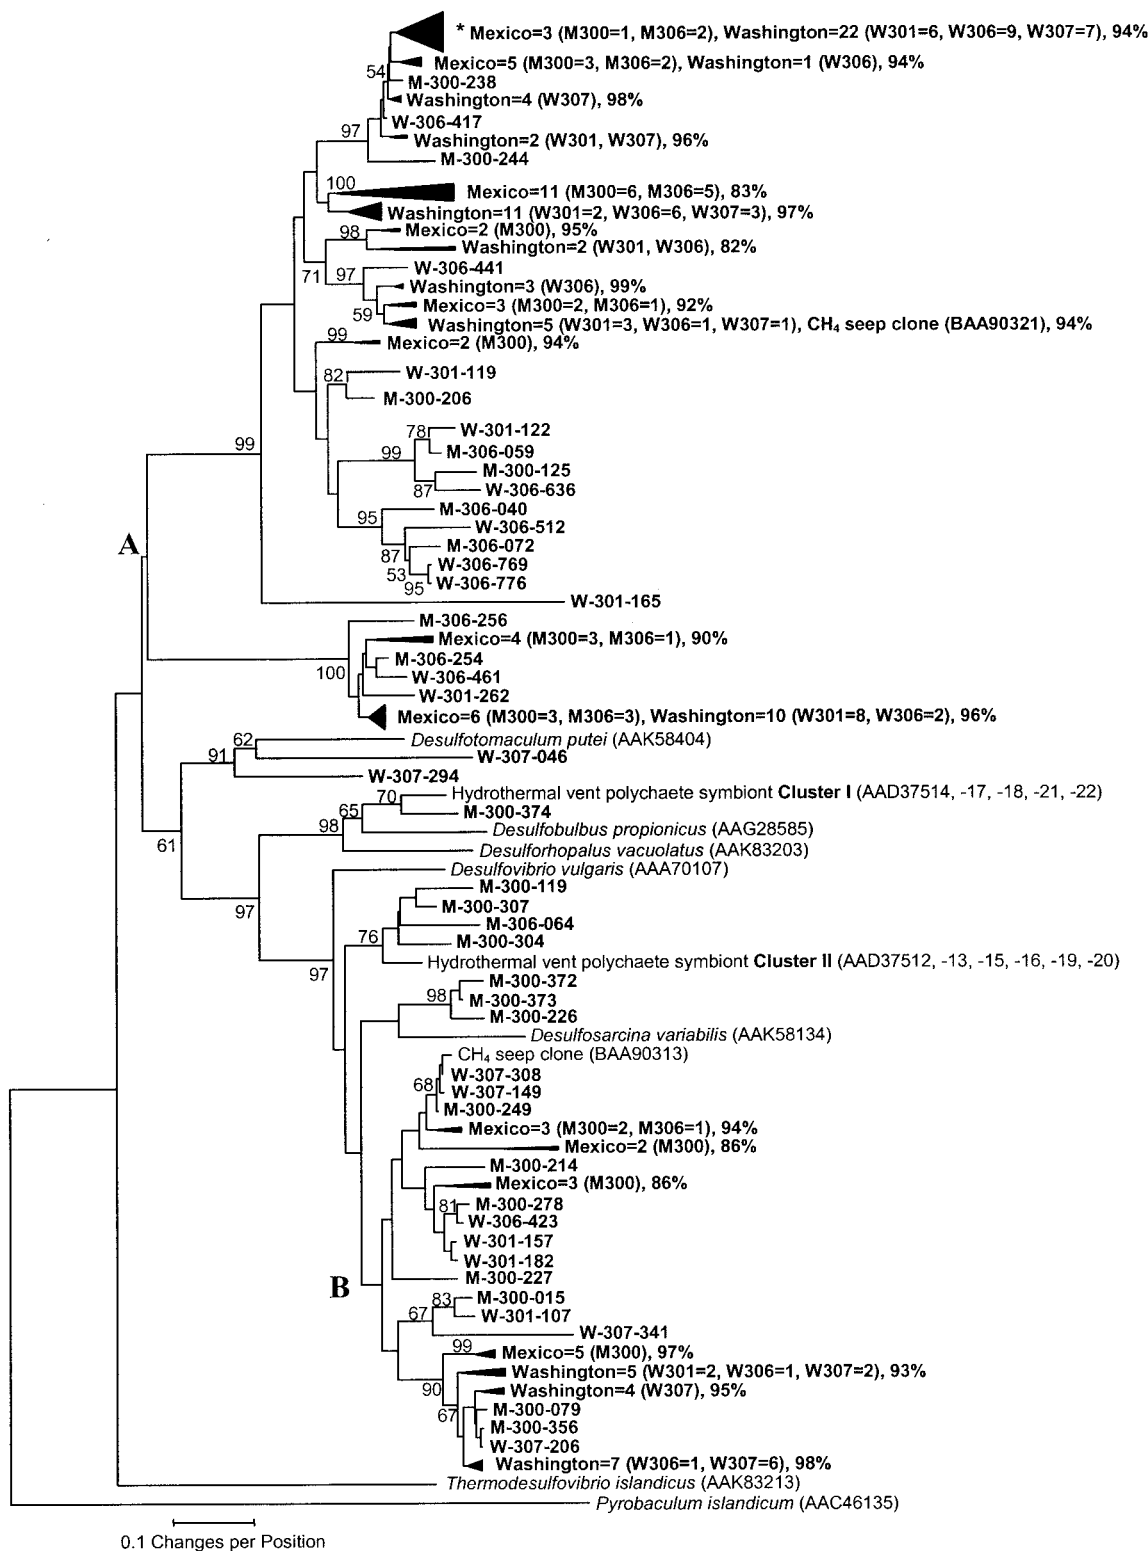 * Mexico=3 (M300=1, M306=2), Washington=22 (W301=6, W306=9, W307=7), 94%
Mexico=5 (M300=3, M306=2), Washington=1 (W306), 94%
54
M-300-238
Washington=4 (W307), 98%
W-306-417
97
Washington=2 (W301, W307), 96%
M-300-244
100
Mexico=11 (M300=6, M306=5), 83%
Washington=11 (W301=2, W306=6, W307=3), 97%
98
Mexico=2 (M300), 95%
Washington=2 (W301, W306), 82%
71
97
W-306-441
Washington=3 (W306), 99%
Mexico=3 (M300=2, M306=1), 92%
59
Washington=5 (W301=3, W306=1, W307=1), CH₄ seep clone (BAA90321), 94%
99
Mexico=2 (M300), 94%
82
W-301-119
M-300-206
78
W-301-122
99
M-306-059
M-300-125
87
W-306-636
M-306-040
95
W-306-512
M-306-072
87
W-306-769
53
W-306-776
95
99
A
W-301-165
M-306-256
Mexico=4 (M300=3, M306=1), 90%
M-306-254
100
W-306-461
W-301-262
Mexico=6 (M300=3, M306=3), Washington=10 (W301=8, W306=2), 96%
62
Desulfotomaculum putei (AAK58404)
91
W-307-046
W-307-294
70
Hydrothermal vent polychaete symbiont Cluster I (AAD37514, -17, -18, -21, -22)
65
M-300-374
98
Desulfobulbus propionicus (AAG28585)
61
Desulforhopalus vacuolatus (AAK83203)
Desulfovibrio vulgaris (AAA70107)
M-300-119
97
M-300-307
M-306-064
76
M-300-304
97
Hydrothermal vent polychaete symbiont Cluster II (AAD37512, -13, -15, -16, -19, -20)
M-300-372
98
M-300-373
M-300-226
Desulfosarcina variabilis (AAK58134)
CH₄ seep clone (BAA90313)
68
W-307-308
W-307-149
M-300-249
Mexico=3 (M300=2, M306=1), 94%
Mexico=2 (M300), 86%
M-300-214
Mexico=3 (M300), 86%
81
M-300-278
W-306-423
W-301-157
W-301-182
B
M-300-227
83
M-300-015
67
W-301-107
W-307-341
99
Mexico=5 (M300), 97%
Washington=5 (W301=2, W306=1, W307=2), 93%
90
Washington=4 (W307), 95%
67
M-300-079
M-300-356
W-307-206
Washington=7 (W306=1, W307=6), 98%
Thermodesulfovibrio islandicus (AAK83213)
Pyrobaculum islandicum (AAC46135)
0.1 Changes per Position